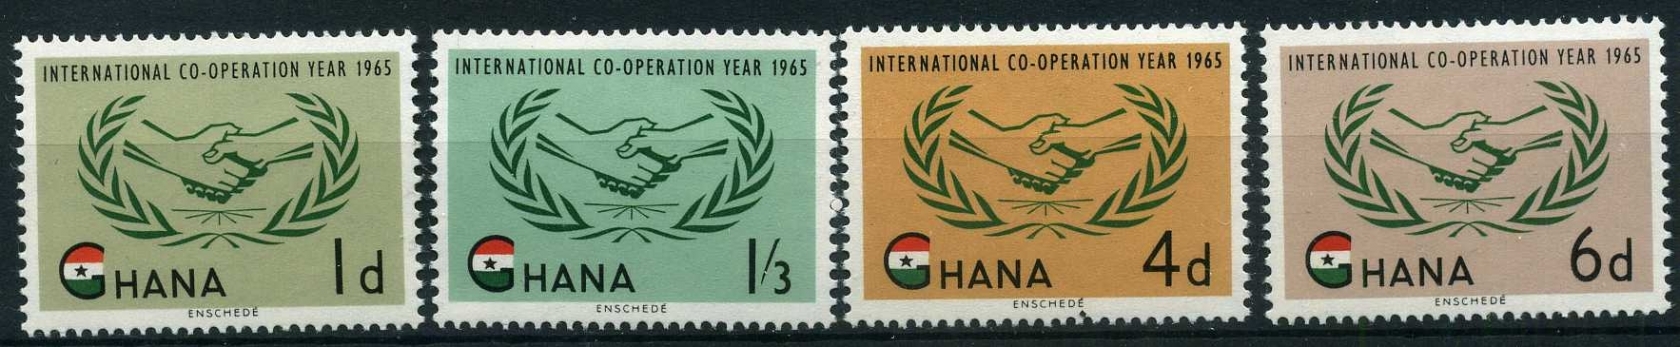 INTERNATIONAL CO-OPERATION YEAR 1965
GHANA 1d
ENSCHEDÉ
INTERNATIONAL CO-OPERATION YEAR 1965
GHANA 1/3
ENSCHEDÉ
INTERNATIONAL CO-OPERATION YEAR 1965
GHANA 4d
ENSCHEDÉ
INTERNATIONAL CO-OPERATION YEAR 1965
GHANA 6d
ENSCHEDÉ